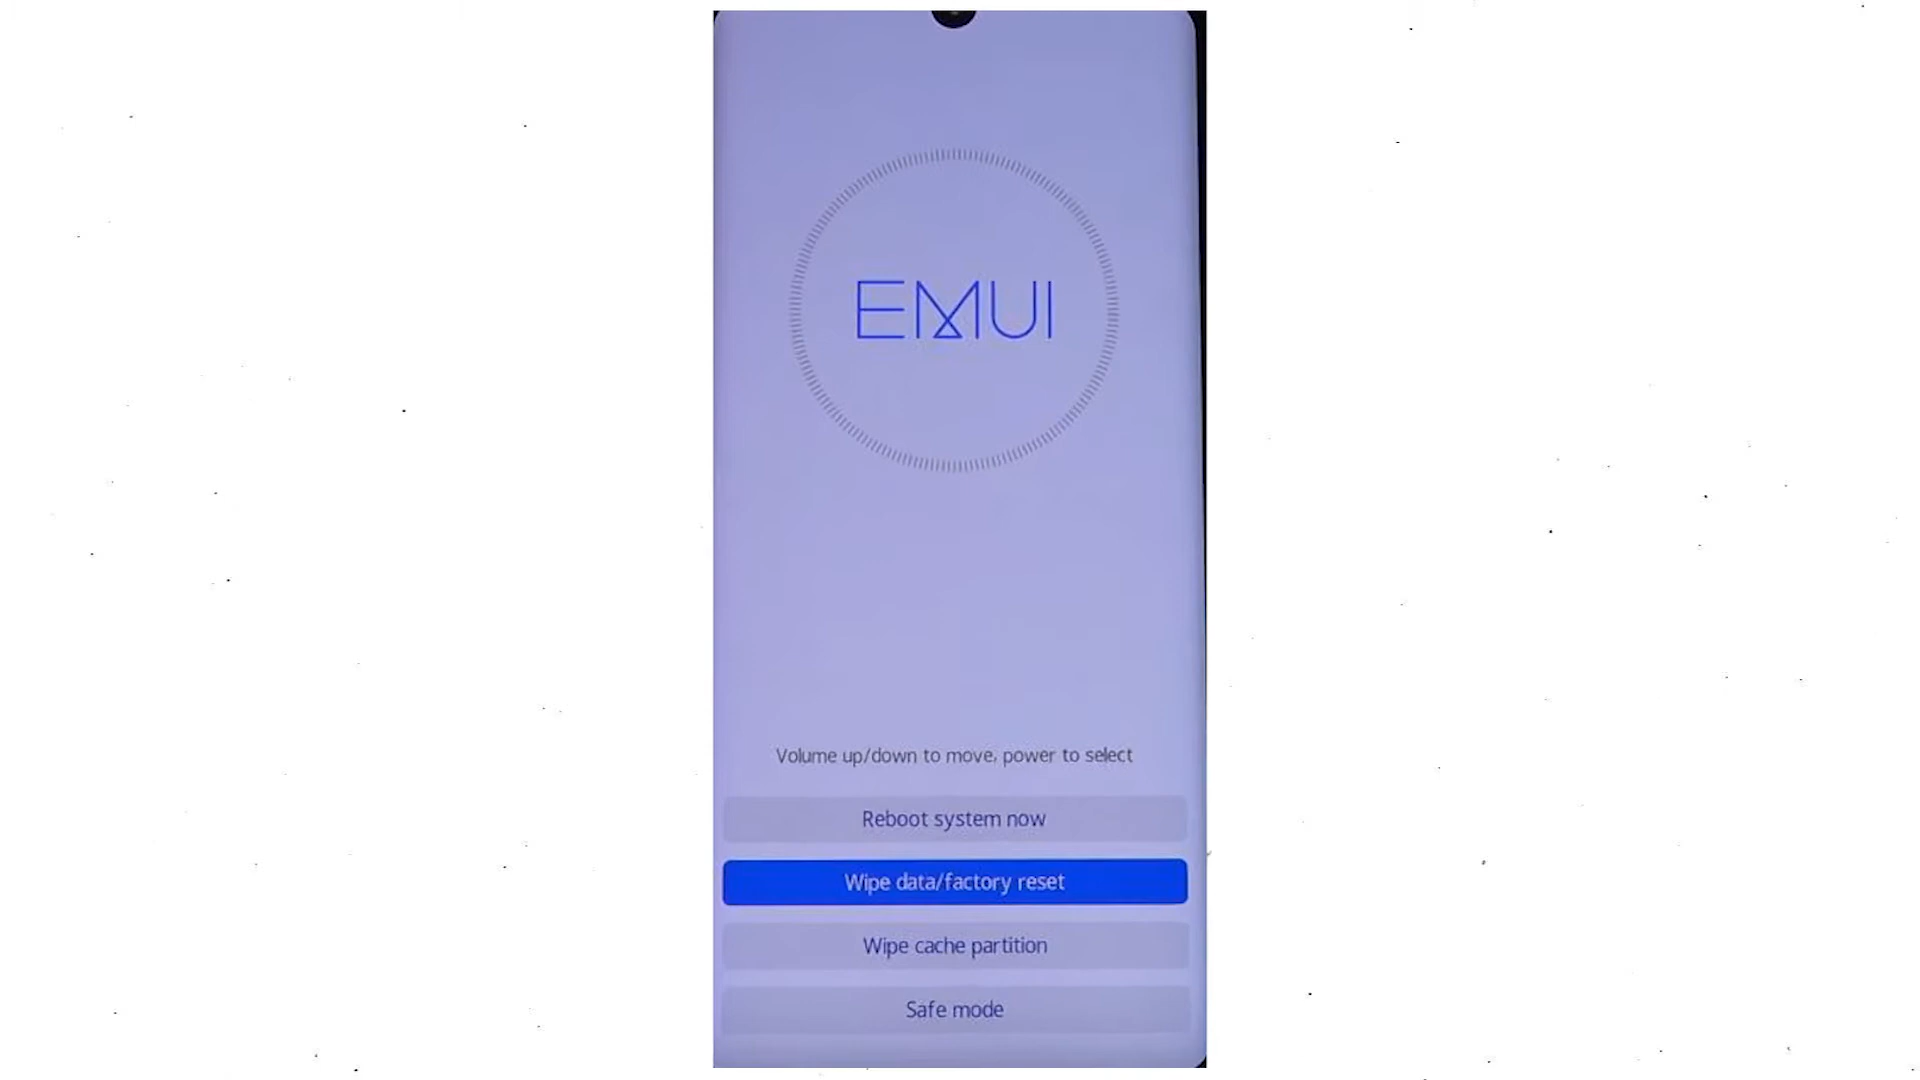 EMUI
Volume up/down to move, power to select
Reboot system now
Wipe data/factory reset
Wipe cache partition
Safe mode